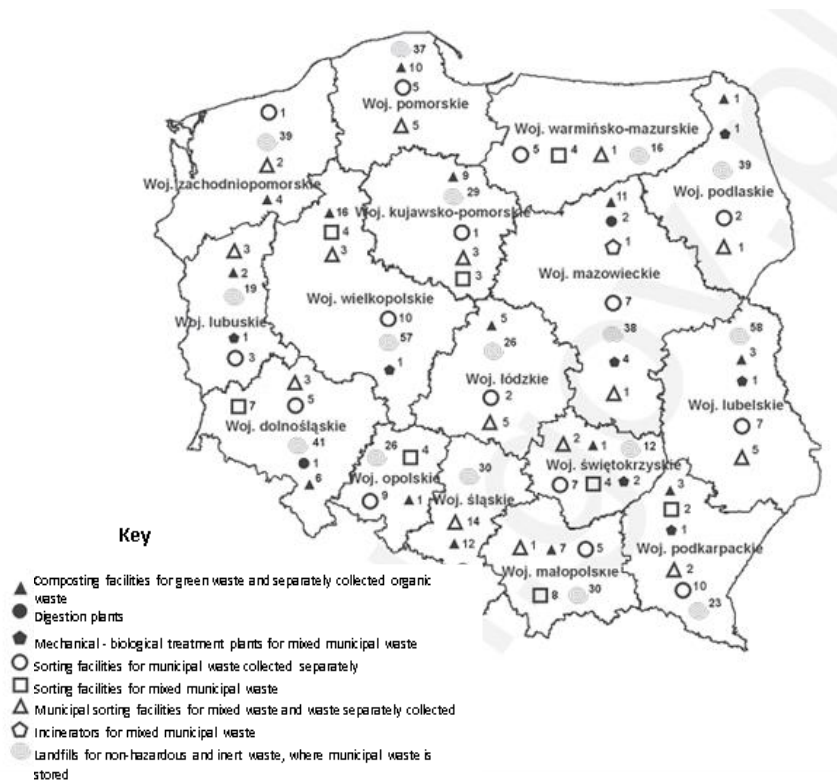 37
10
5
Woj. pomorskie
5
1
39
2
Woj. zachodniopomorskie
4
Woj. warmińsko-mazurskie
5 4 1 16
1
1
39
Woj. podlaskie
2
1
9
29
Woj. kujawsko-pomorskie
1
3
3
16
4
3
Woj. wielkopolskie
10
57
1
11
2
1
Woj. mazowieckie
7
38
4
1
3
2
19
Woj. lubuskie
1
3
5
26
Woj. łódzkie
2
5
58
3
1
Woj. lubelskie
7
5
3
7 5
Woj. dolnośląskie
41
1
6
26 4
Woj. opolskie
9 1
30
Woj. śląskie
14
12
2 1 12
Woj. świętokrzyskie
7 4 2
3
2
1
Woj. podkarpackie
2
10
23
1 7 5
Woj. małopolskie
8 30
Key
Composting facilities for green waste and separately collected organic
waste
Digestion plants
Mechanical - biological treatment plants for mixed municipal waste
Sorting facilities for municipal waste collected separately
Sorting facilities for mixed municipal waste
Municipal sorting facilities for mixed waste and waste separately collected
Incinerators for mixed municipal waste
Landfills for non-hazardous and inert waste, where municipal waste is
stored